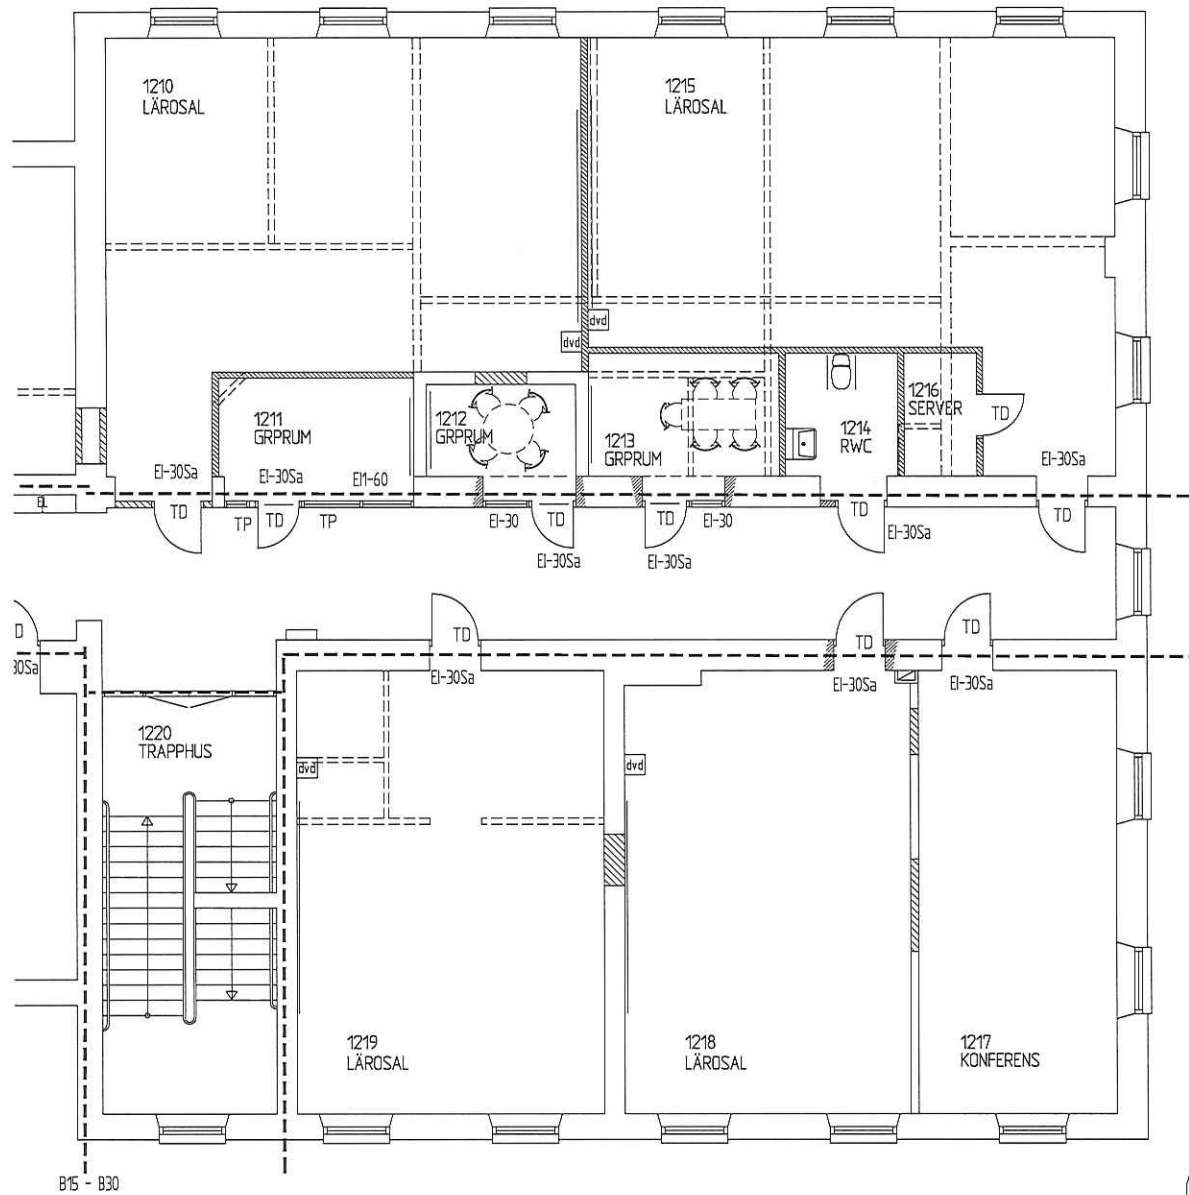 1210
LÄROSAL
1215
LÄROSAL
dvd
dvd
1211
GRPRUM
1212
GRPRUM
1213
GRPRUM
1214
RWC
1216
SERVER
TD
EI-30Sa
EI-30Sa
EI1-60
EI-30Sa
TD
TP
TD
TP
EI-30
TD
TD
EI-30
TD
TD
EI-30Sa
EI-30Sa
EI-30Sa
D
30Sa
TD
TD
TD
EI-30Sa
EI-30Sa
EI-30Sa
1220
TRAPPHUS
dvd
dvd
1219
LÄROSAL
1218
LÄROSAL
1217
KONFERENS
B15 - B30